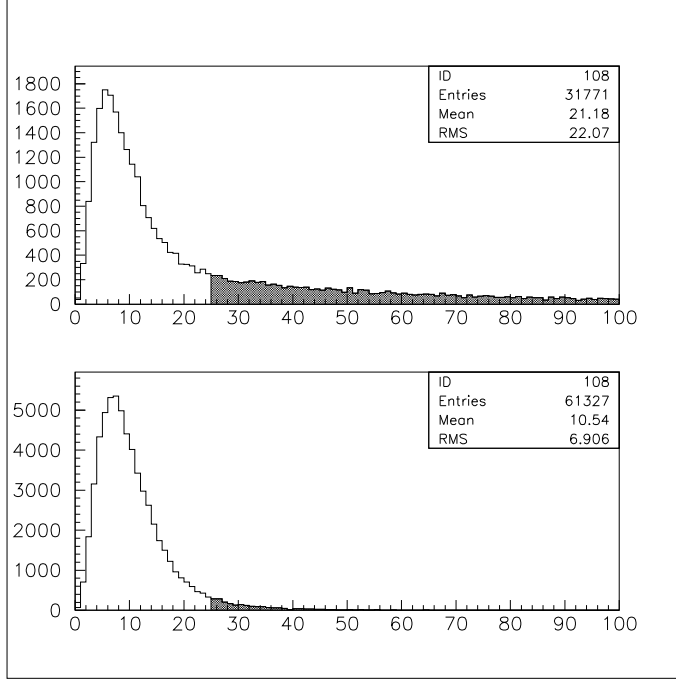 ID 108
Entries 31771
Mean 21.18
RMS 22.07
1800
1600
1400
1200
1000
800
600
400
200
0
0 10 20 30 40 50 60 70 80 90 100
ID 108
Entries 61327
Mean 10.54
RMS 6.906
5000
4000
3000
2000
1000
0
0 10 20 30 40 50 60 70 80 90 100